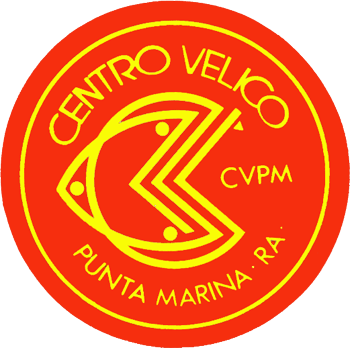 CENTRO VELICO
CVPM
PUNTA MARINA. RA.